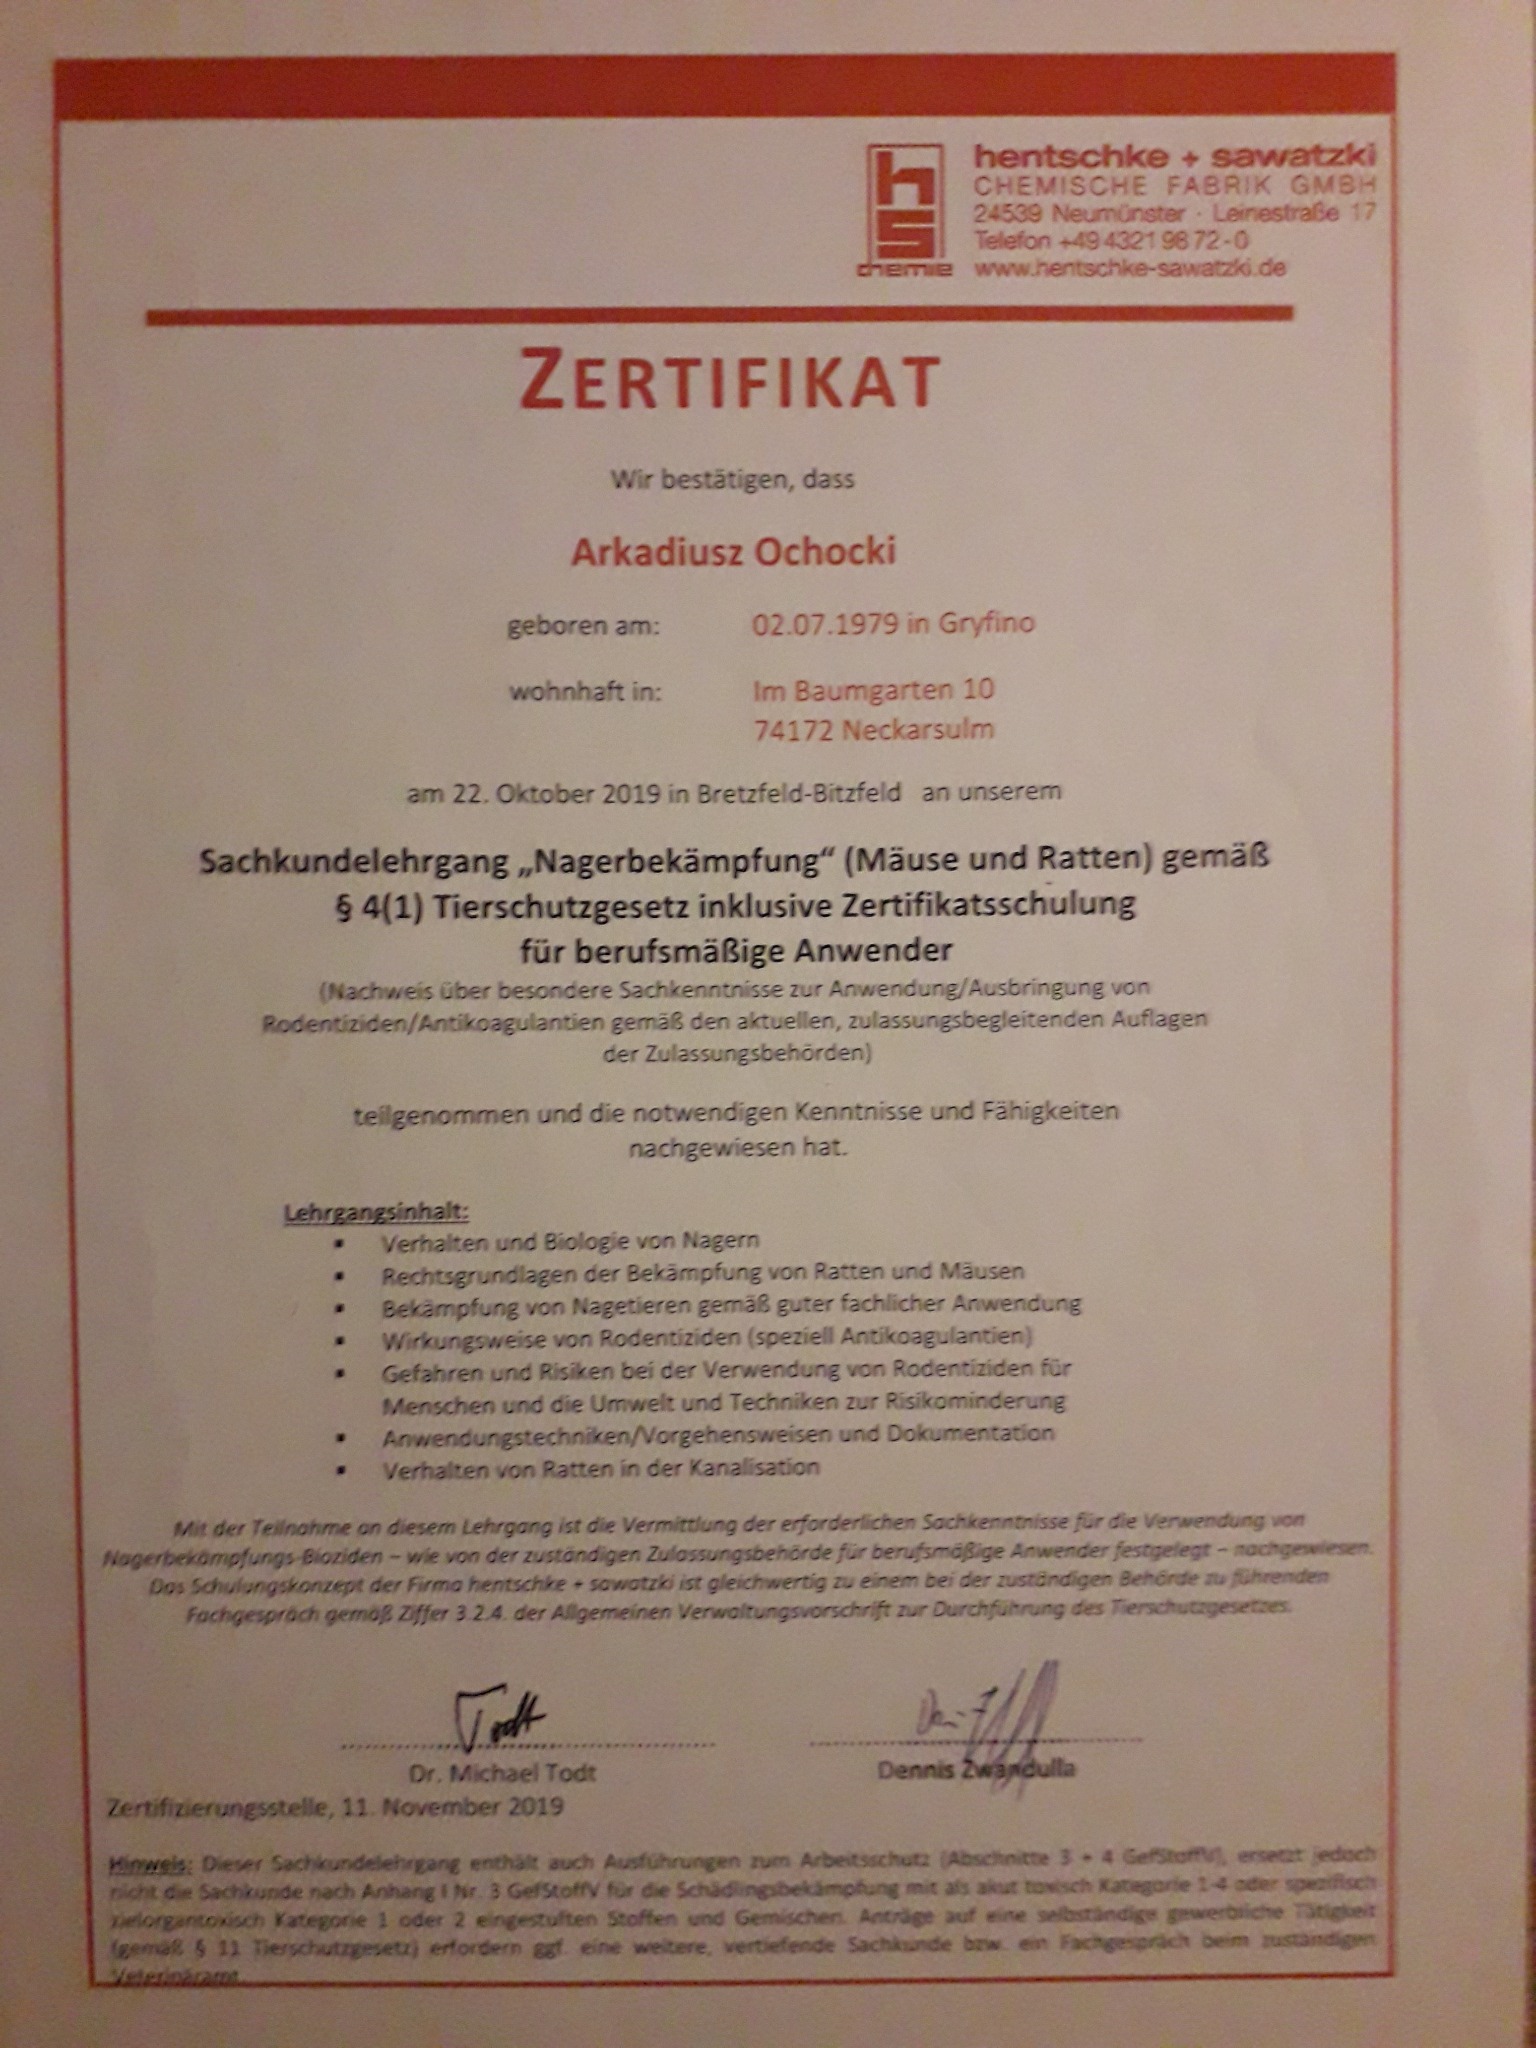 hentschke + sawatzki
CHEMISCHE FABRIK GMBH
24539 Neumünster · Leinestraße 17
Telefon +49 4321 98 72-0
www.hentschke-sawatzki.de
hs
chemie
ZERTIFIKAT
Wir bestätigen, dass
Arkadiusz Ochocki
geboren am: 02.07.1979 in Gryfino
wohnhaft in: Im Baumgarten 10
74172 Neckarsulm
am 22. Oktober 2019 in Bretzfeld-Bitzfeld an unserem
Sachkundelehrgang „Nagerbekämpfung“ (Mäuse und Ratten) gemäß
§ 4(1) Tierschutzgesetz inklusive Zertifikatsschulung
für berufsmäßige Anwender
(Nachweis über besondere Sachkenntnisse zur Anwendung/Ausbringung von
Rodentiziden/Antikoagulantien gemäß den aktuellen, zulassungsbegleitenden Auflagen
der Zulassungsbehörden)
teilgenommen und die notwendigen Kenntnisse und Fähigkeiten
nachgewiesen hat.
Lehrgangsinhalt:
▪ Verhalten und Biologie von Nagern
▪ Rechtsgrundlagen der Bekämpfung von Ratten und Mäusen
▪ Bekämpfung von Nagetieren gemäß guter fachlicher Anwendung
▪ Wirkungsweise von Rodentiziden (speziell Antikoagulantien)
▪ Gefahren und Risiken bei der Verwendung von Rodentiziden für
Menschen und die Umwelt und Techniken zur Risikominderung
▪ Anwendungstechniken/Vorgehensweisen und Dokumentation
▪ Verhalten von Ratten in der Kanalisation
Mit der Teilnahme an diesem Lehrgang ist die Vermittlung der erforderlichen Sachkenntnisse für die Verwendung von
Nagerbekämpfungs-Bioziden – wie von der zuständigen Zulassungsbehörde für berufsmäßige Anwender festgelegt – nachgewiesen.
Das Schulungskonzept der Firma hentschke + sawatzki ist gleichwertig zu einem bei der zuständigen Behörde zu führenden
Fachgespräch gemäß Ziffer 3.2.4. der Allgemeinen Verwaltungsvorschrift zur Durchführung des Tierschutzgesetzes.
Todt
Dr. Michael Todt
Dennis Zwandulla
Zertifizierungsstelle, 11. November 2019
Hinweis: Dieser Sachkundelehrgang enthält auch Ausführungen zum Arbeitsschutz (Abschnitte 3 + 4 GefStoffV), ersetzt jedoch
nicht die Sachkunde nach Anhang I Nr. 3 GefStoffV für die Schädlingsbekämpfung mit als akut toxisch Kategorie 1-4 oder spezifisch
zielorgantoxisch Kategorie 1 oder 2 eingestuften Stoffen und Gemischen. Anträge auf eine selbständige gewerbliche Tätigkeit
(gemäß § 11 Tierschutzgesetz) erfordern ggf. eine weitere, vertiefende Sachkunde bzw. ein Fachgespräch beim zuständigen
Veterinäramt.